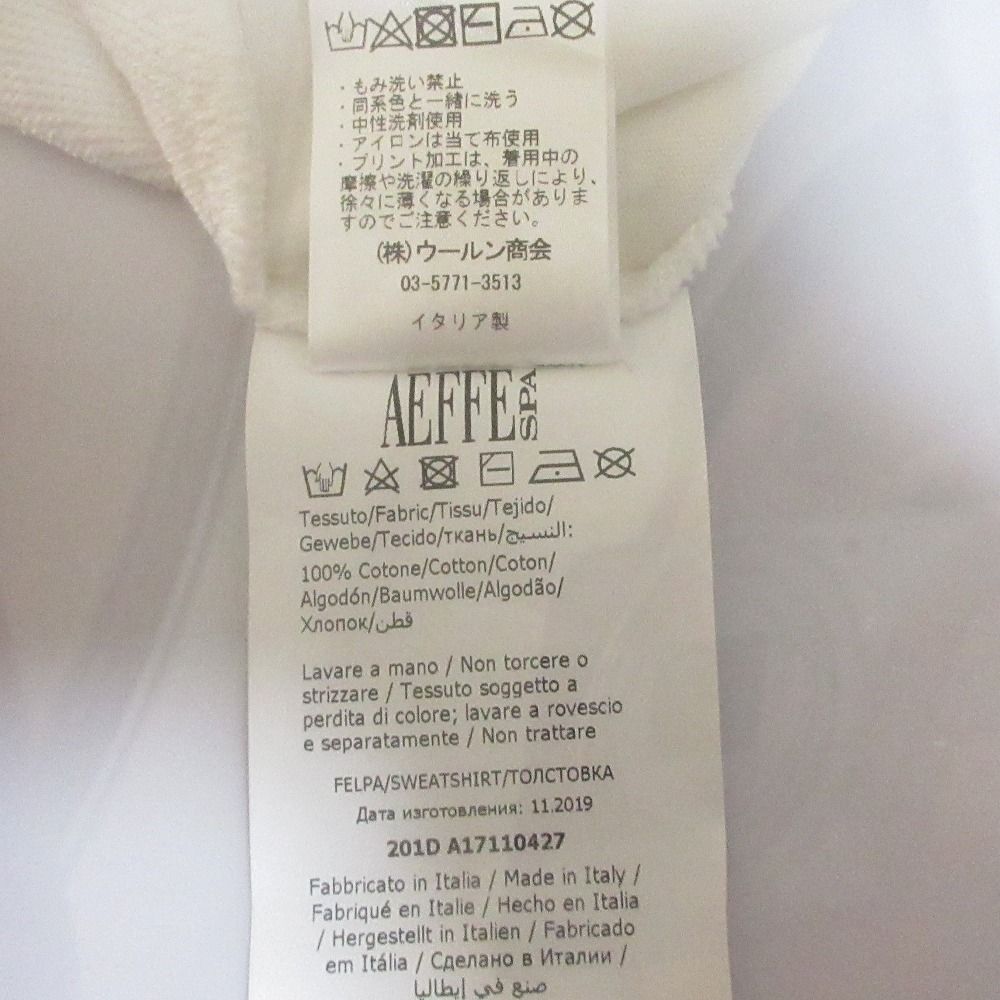 ・もみ洗い禁止
・同系色と一緒に洗う
・中性洗剤使用
・アイロンは当て布使用
・プリント加工は、着用中の
摩擦や洗濯の繰り返しにより、
徐々に薄くなる場合がありま
すのでご注意ください。
(株)ウールン商会
03-5771-3513
イタリア製
AEFFE SPA
Tessuto/Fabric/Tissu/Tejido/
Gewebe/Tecido/ткань/النسيج:
100% Cotone/Cotton/Coton/
Algodón/Baumwolle/Algodão/
Хлопок/قطن
Lavare a mano / Non torcere o
strizzare / Tessuto soggetto a
perdita di colore; lavare a rovescio
e separatamente / Non trattare
FELPA/SWEATSHIRT/ТОЛСТОВКА
Дата изготовления: 11.2019
201D A17110427
Fabbricato in Italia / Made in Italy /
Fabriqué en Italie / Hecho en Italia
/ Hergestellt in Italien / Fabricado
em Itália / Сделано в Италии /
صنع في إيطاليا